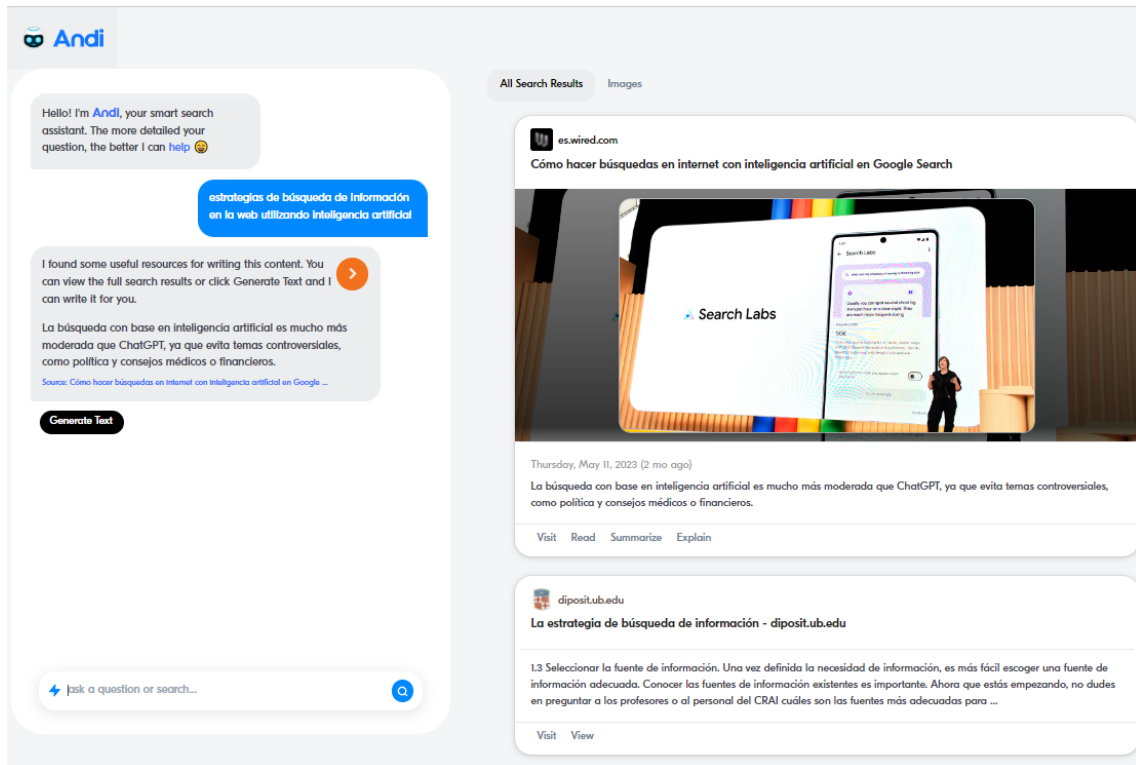 Andi
Hello! I'm Andi, your smart search
assistant. The more detailed your
question, the better I can help
estrategias de búsqueda de información
en la web utilizando inteligencia artificial
I found some useful resources for writing this content. You
can view the full search results or click Generate Text and I
can write it for you.
La búsqueda con base en inteligencia artificial es mucho más
moderada que ChatGPT, ya que evita temas controversiales,
como política y consejos médicos o financieros.
Source: Cómo hacer búsquedas en internet con inteligencia artificial en Google ...
Generate Text
ask a question or search...
All Search Results
Images
es.wired.com
Cómo hacer búsquedas en internet con inteligencia artificial en Google Search
Search Labs
Search Labs
Thursday, May 11, 2023 (2 mo ago)
La búsqueda con base en inteligencia artificial es mucho más moderada que ChatGPT, ya que evita temas controversiales,
como política y consejos médicos o financieros.
Visit Read Summarize Explain
diposit.ub.edu
La estrategia de búsqueda de información - diposit.ub.edu
1.3 Seleccionar la fuente de información. Una vez definida la necesidad de información, es más fácil escoger una fuente de
información adecuada. Conocer las fuentes de información existentes es importante. Ahora que estás empezando, no dudes
en preguntar a los profesores o al personal del CRAI cuáles son las fuentes más adecuadas para ...
Visit View